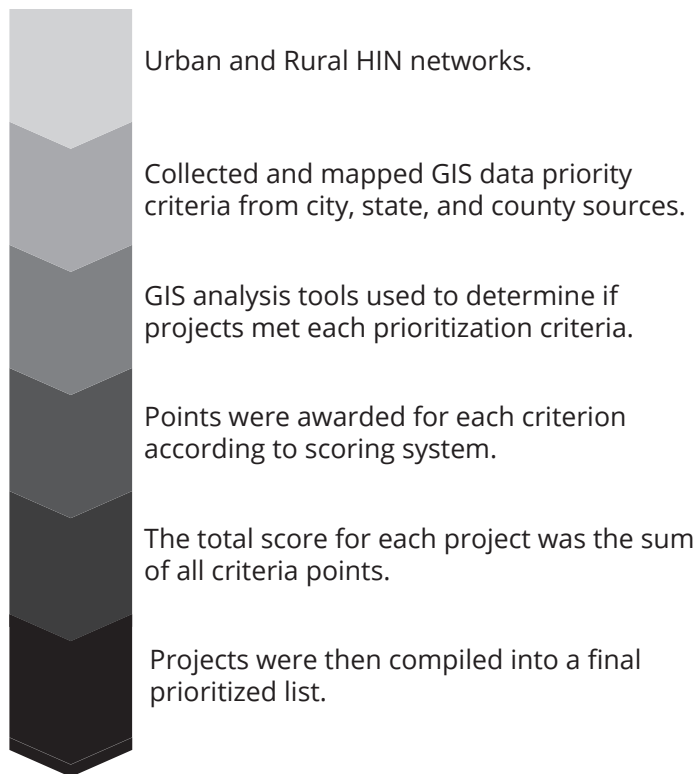 Urban and Rural HIN networks.
Collected and mapped GIS data priority
criteria from city, state, and county sources.
GIS analysis tools used to determine if
projects met each prioritization criteria.
Points were awarded for each criterion
according to scoring system.
The total score for each project was the sum
of all criteria points.
Projects were then compiled into a final
prioritized list.